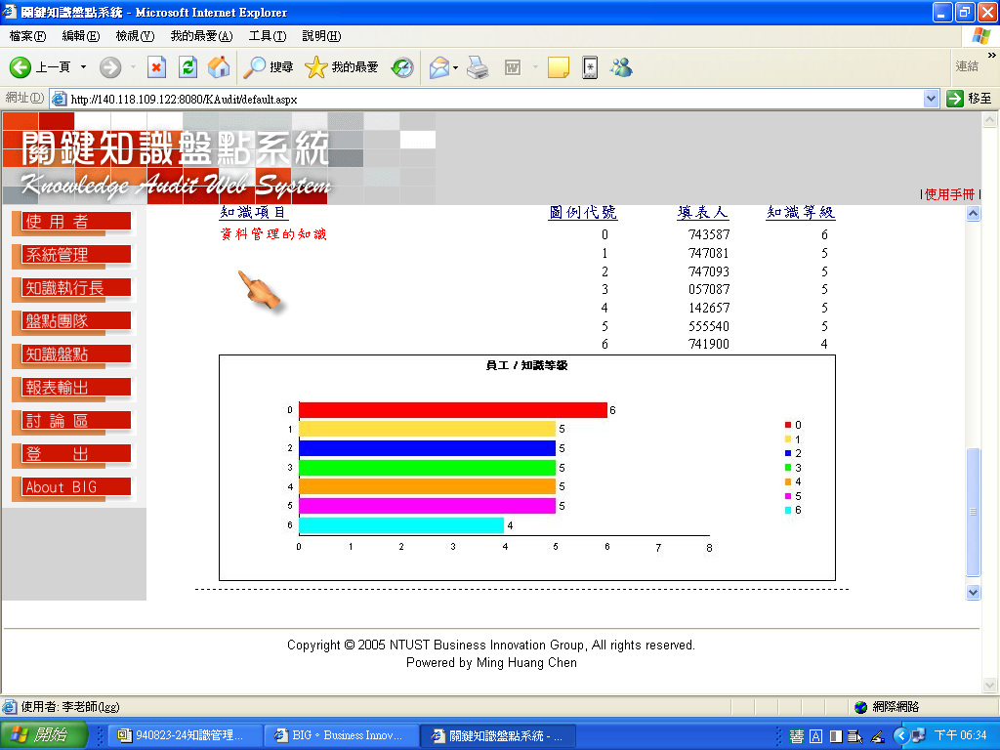 關鍵知識盤點系統 - Microsoft Internet Explorer
檔案(F) 編輯(E) 檢視(V) 我的最愛(A) 工具(T) 說明(H)
上一頁 搜尋 我的最愛 連結
網址(D) http://140.118.109.122:8080/KAudit/default.aspx 移至
關鍵知識盤點系統
Knowledge Audit Web System
| 使用手冊 |
使 用 者
系統管理
知識執行長
盤點團隊
知識盤點
報表輸出
討 論 區
登 出
About BIG
知識項目 圖例代號 填表人 知識等級
資料管理的知識 0 743587 6
1 747081 5
2 747093 5
3 057087 5
4 142657 5
5 555540 5
6 741900 4
員工 / 知識等級
0 6
1 5
2 5
3 5
4 5
5 5
6 4
0 1 2 3 4 5 6 7 8
0
1
2
3
4
5
6
Copyright © 2005 NTUST Business Innovation Group, All rights reserved.
Powered by Ming Huang Chen
使用者: 李老師(lgg) 網際網路
開始 940823-24知識管理... BIG。Business Innov... 關鍵知識盤點系統 - ... 下午 06:34